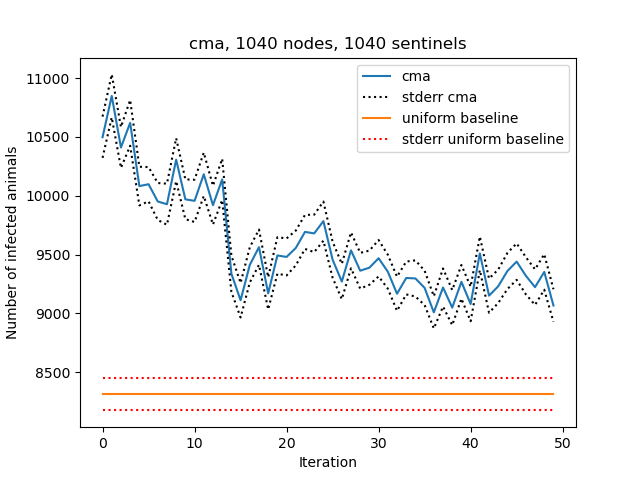 cma, 1040 nodes, 1040 sentinels
11000
10500
10000
9500
9000
8500
Number of infected animals
cma
stderr cma
uniform baseline
stderr uniform baseline
0
10
20
30
40
50
Iteration